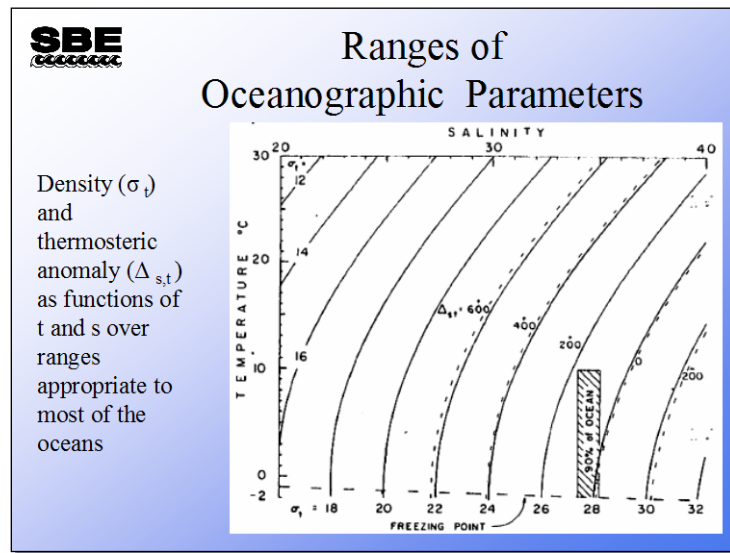 SBE
Ranges of
Oceanographic Parameters
Density (σ t)
and
thermosteric
anomaly (Δ s,t)
as functions of
t and s over
ranges
appropriate to
most of the
oceans
SALINITY
20 30 40
TEMPERATURE °C
30
20
10
0
-2
σt =
12
14
16
Δst = 600
400
200
0
-200
90% of OCEAN
σt = 18 20 22 24 26 28 30 32
FREEZING POINT